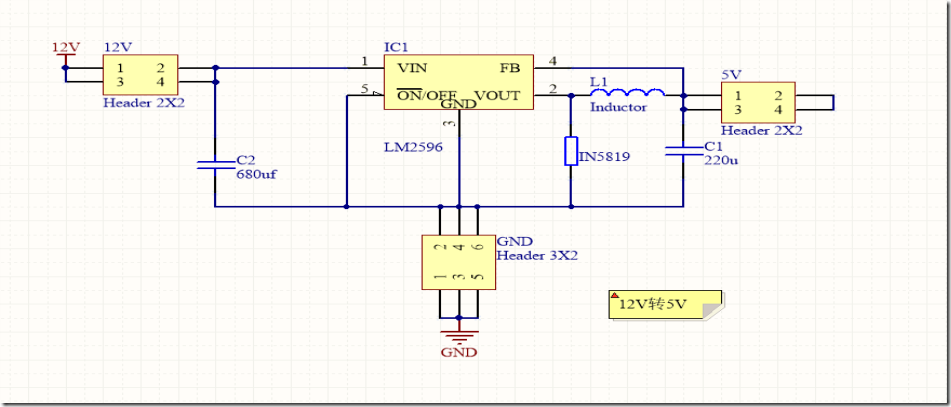 12V
12V
1 2
3 4
Header 2X2
IC1
1
VIN
FB
4
5
ON/OFF
VOUT
2
GND
3
LM2596
L1
Inductor
5V
1 2
3 4
Header 2X2
C2
680uf
IN5819
C1
220u
2 4 6
1 3 5
GND
Header 3X2
GND
12V转5V